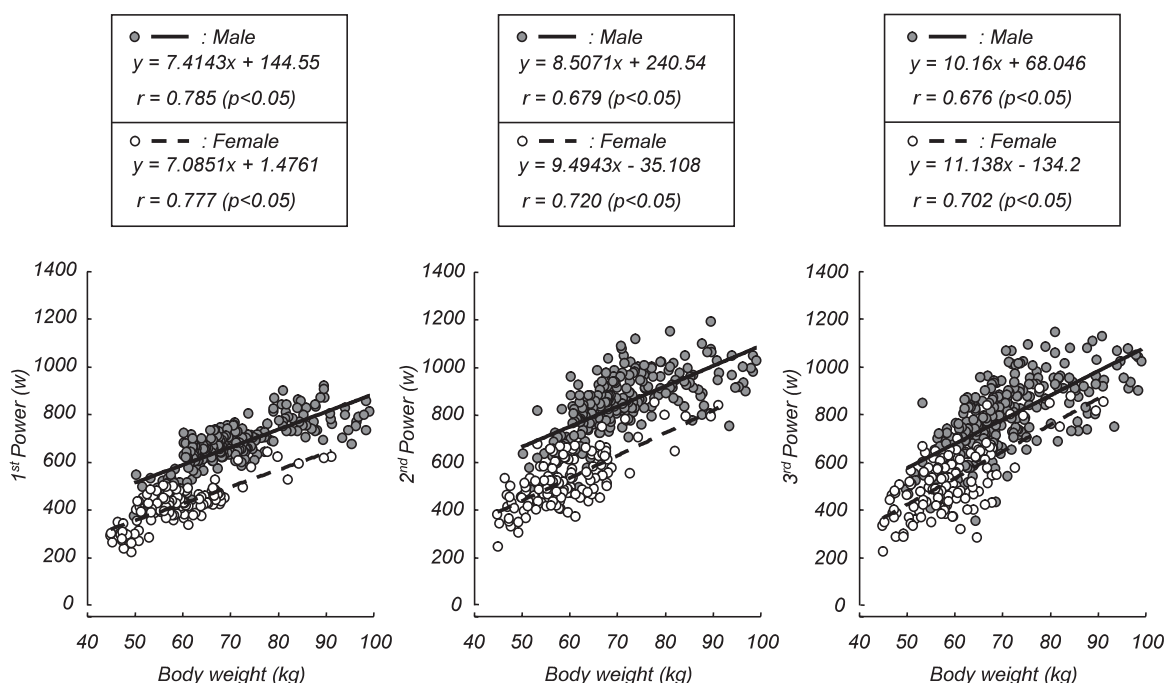 : Male
y = 7.4143x + 144.55
r = 0.785 (p<0.05)
: Female
y = 7.0851x + 1.4761
r = 0.777 (p<0.05)
: Male
y = 8.5071x + 240.54
r = 0.679 (p<0.05)
: Female
y = 9.4943x - 35.108
r = 0.720 (p<0.05)
: Male
y = 10.16x + 68.046
r = 0.676 (p<0.05)
: Female
y = 11.138x - 134.2
r = 0.702 (p<0.05)
1st Power (w)
1400
1200
1000
800
600
400
200
0
40 50 60 70 80 90 100
Body weight (kg)
2nd Power (w)
1400
1200
1000
800
600
400
200
0
40 50 60 70 80 90 100
Body weight (kg)
3rd Power (w)
1400
1200
1000
800
600
400
200
0
40 50 60 70 80 90 100
Body weight (kg)